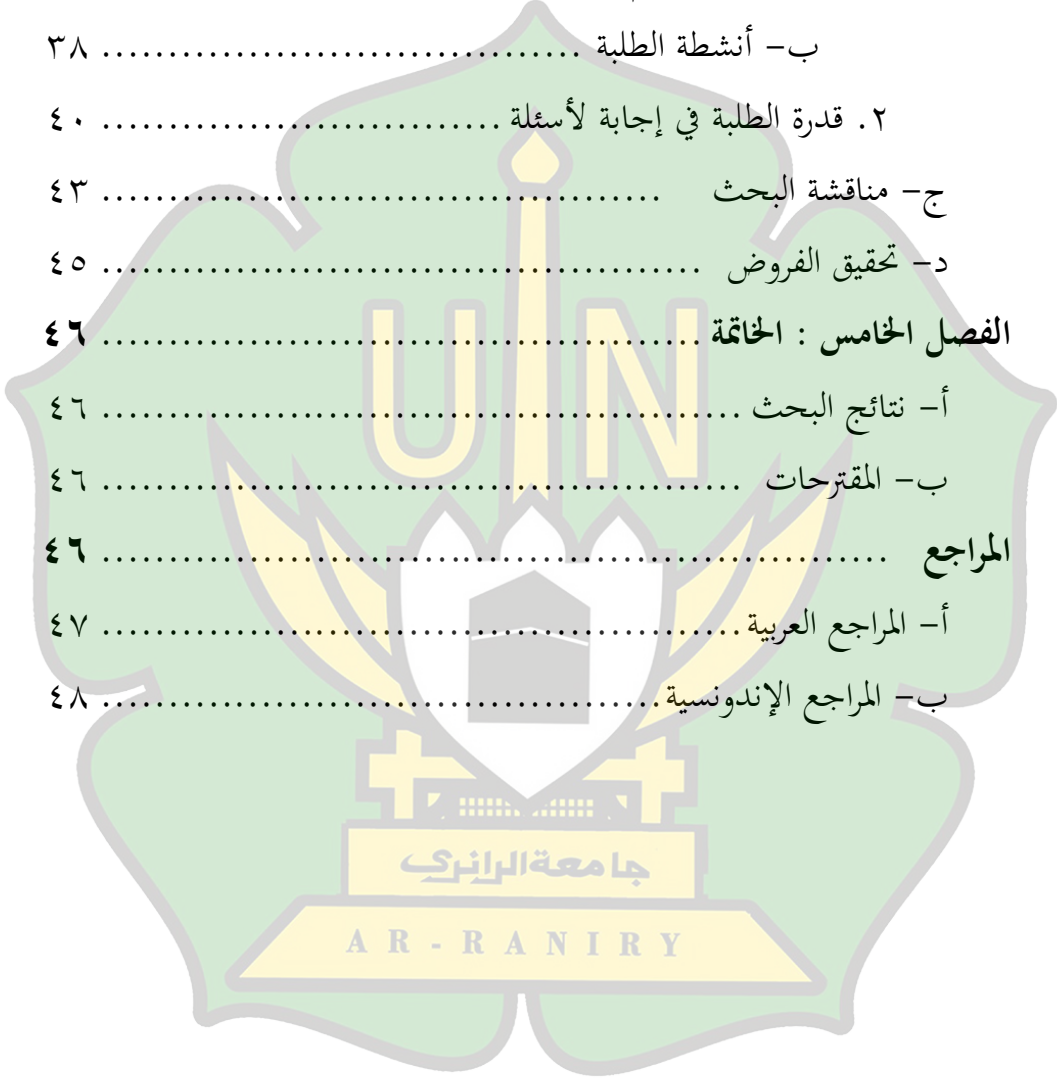 ب- أنشطة الطلبة .................................. ٣٨
٢. قدرة الطلبة في إجابة لأسئلة .............................. ٤٠
ج- مناقشة البحث .......................................... ٤٣
د- تحقيق الفروض ............................................. ٤٥
الفصل الخامس : الخاتمة ............................................. ٤٦
أ- نتائج البحث ................................................ ٤٦
ب- المقترحات ................................................ ٤٦
المراجع ........................................................... ٤٦
أ- المراجع العربية ................................................ ٤٧
ب- المراجع الإندونسية .......................................... ٤٨
UIN
جامعة الرانري
AR-RANIRY